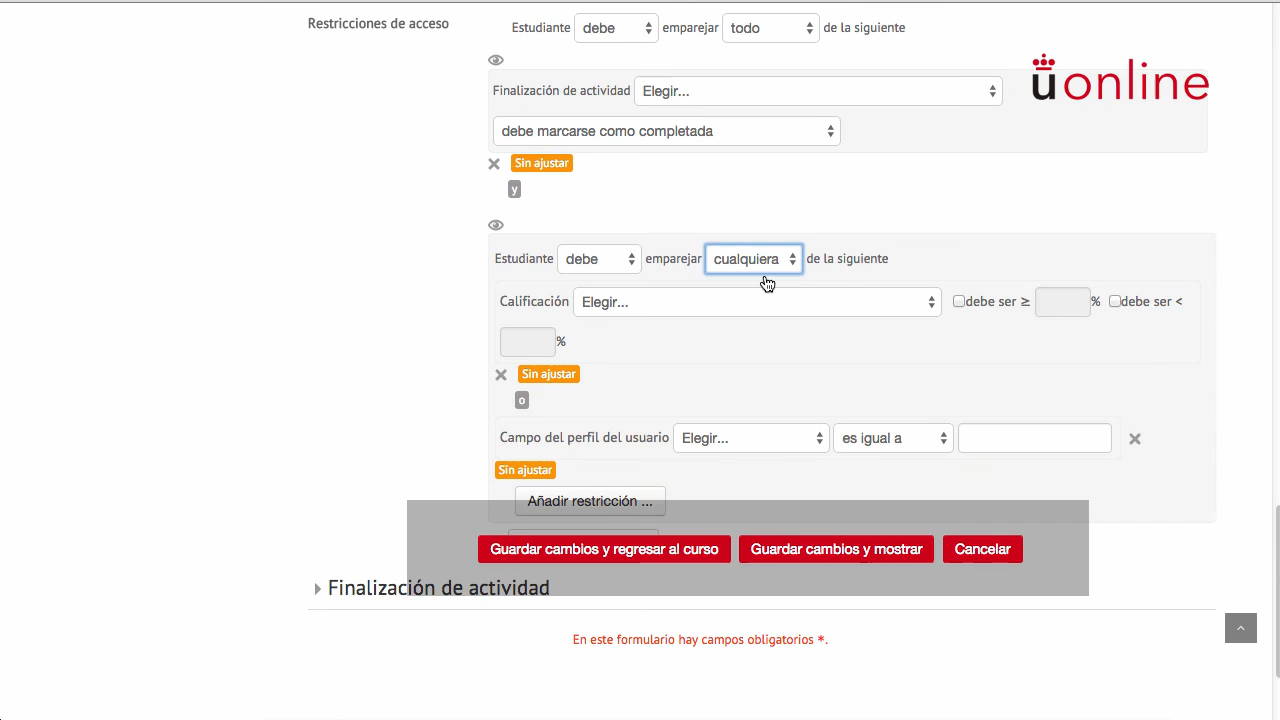 Restricciones de acceso
Estudiante debe emparejar todo de la siguiente
uonline
Finalización de actividad Elegir...
debe marcarse como completada
Sin ajustar
y
Estudiante debe emparejar cualquiera de la siguiente
Calificación Elegir... debe ser ≥ % debe ser <
%
Sin ajustar
o
Campo del perfil del usuario Elegir... es igual a
Sin ajustar
Añadir restricción ...
Guardar cambios y regresar al curso Guardar cambios y mostrar Cancelar
Finalización de actividad
En este formulario hay campos obligatorios *.